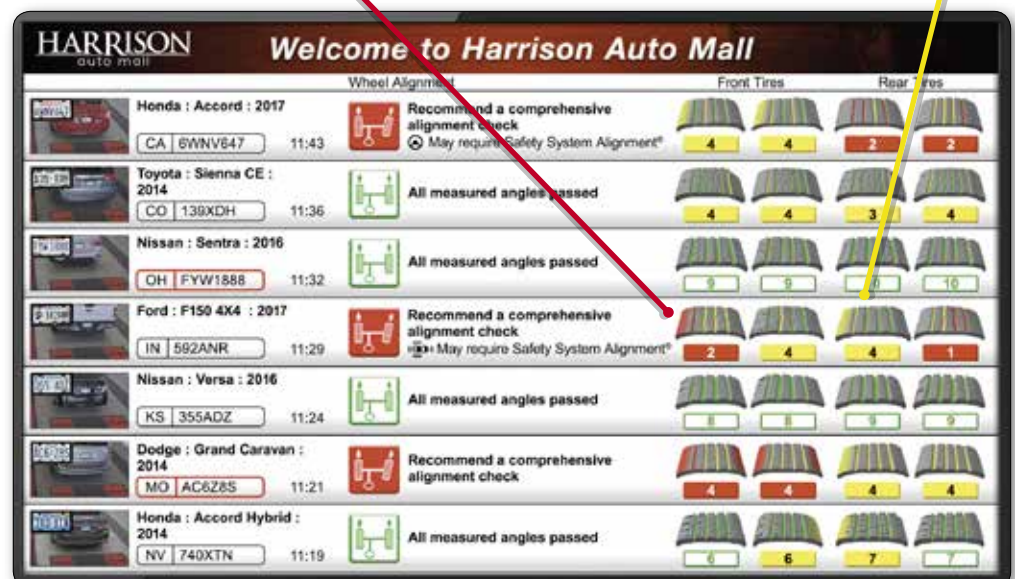 HARRISON
auto mall
Welcome to Harrison Auto Mall
Wheel Alignment Front Tires Rear Tires
Honda : Accord : 2017
CA 6WNV647 11:43
Recommend a comprehensive
alignment check
May require Safety System Alignment®
4 4 2 2
Toyota : Sienna CE :
2014
CO 139XDH 11:36
All measured angles passed
4 4 3 4
Nissan : Sentra : 2016
OH FYW1888 11:32
All measured angles passed
9 9 10
Ford : F150 4X4 : 2017
IN 592ANR 11:29
Recommend a comprehensive
alignment check
May require Safety System Alignment®
2 4 4 1
Nissan : Versa : 2016
KS 355ADZ 11:24
All measured angles passed
8 8 9 9
Dodge : Grand Caravan :
2014
MO AC6Z8S 11:21
Recommend a comprehensive
alignment check
4 4 4 4
Honda : Accord Hybrid :
2014
NV 740XTN 11:19
All measured angles passed
6 6 7 7